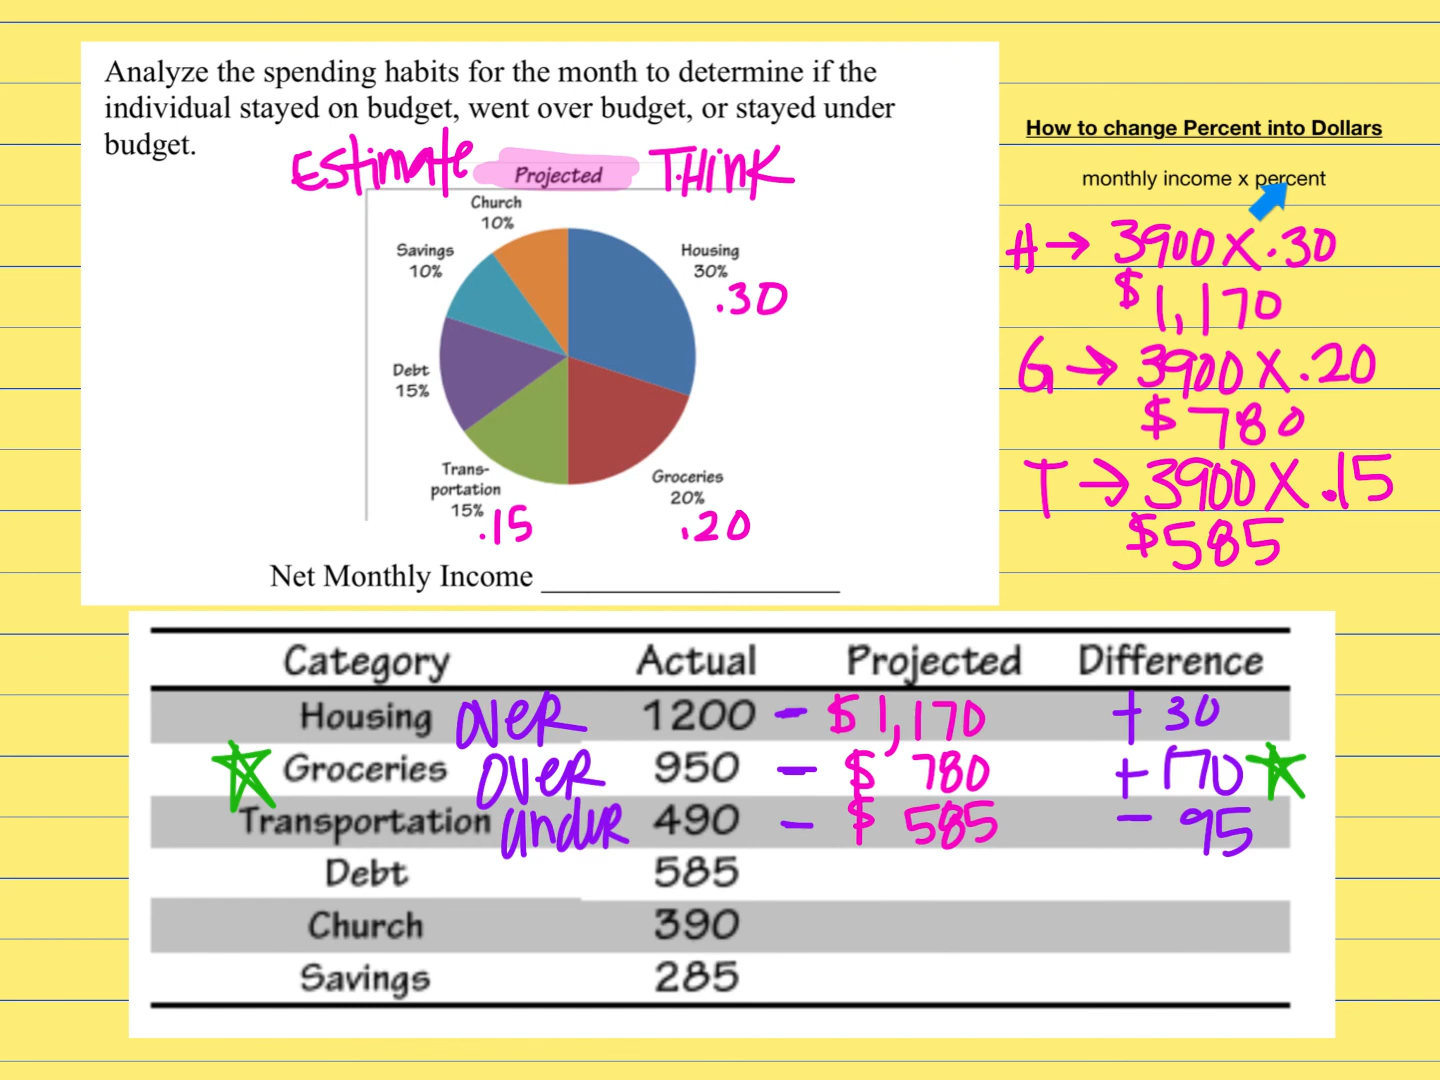 Analyze the spending habits for the month to determine if the
individual stayed on budget, went over budget, or stayed under
budget.
Estimate Projected THink
Church
10%
Savings
10%
Housing
30%
.30
Debt
15%
Trans-
portation
15%
.15
Groceries
20%
.20
Net Monthly Income
How to change Percent into Dollars
monthly income x percent
H → 3900 X .30
$ 1,170
G → 3900 X .20
$ 780
T → 3900 X .15
$585
Category Actual Projected Difference
Housing OVER 1200 - $ 1,170 + 30
Groceries OVER 950 - $ 780 + 170
Transportation under 490 - $ 585 - 95
Debt 585
Church 390
Savings 285